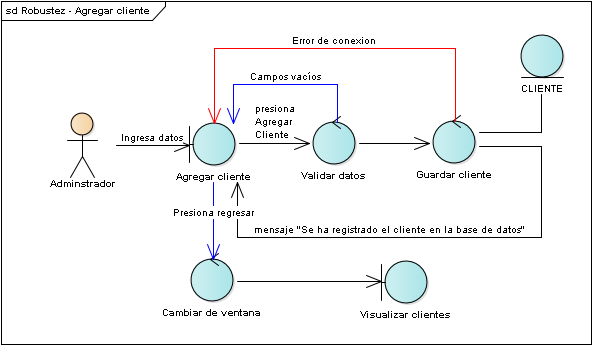 sd Robustez - Agregar cliente
Error de conexion
Campos vacíos
CLIENTE
presiona
Agregar
Cliente
Ingresa datos
Adminstrador
Agregar cliente
Validar datos
Guardar cliente
Presiona regresar
mensaje "Se ha registrado el cliente en la base de datos"
Cambiar de ventana
Visualizar clientes